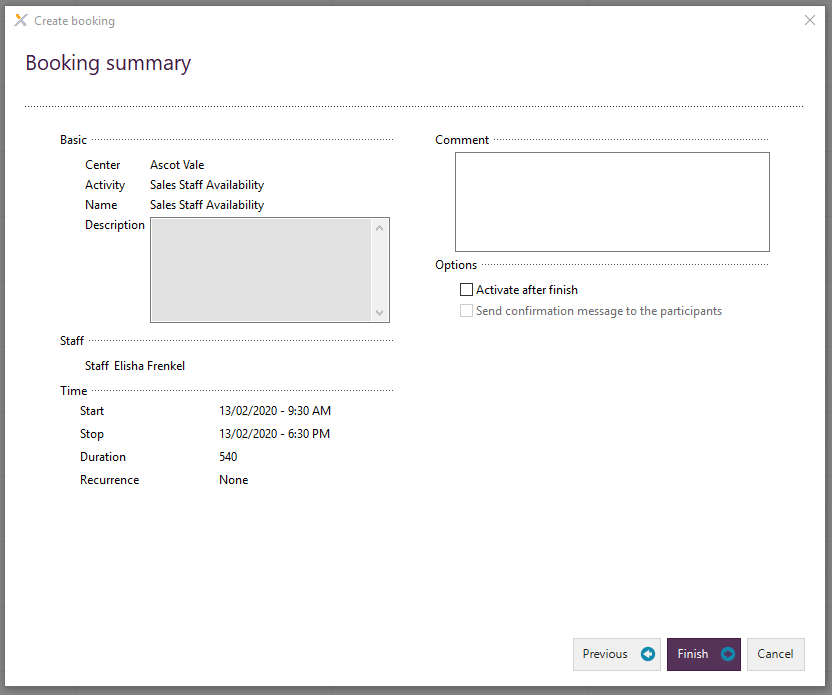 Create booking
Booking summary
Basic
Center Ascot Vale
Activity Sales Staff Availability
Name Sales Staff Availability
Description
Staff
Staff Elisha Frenkel
Time
Start 13/02/2020 - 9:30 AM
Stop 13/02/2020 - 6:30 PM
Duration 540
Recurrence None
Comment
Options
Activate after finish
Send confirmation message to the participants
Previous
Finish
Cancel